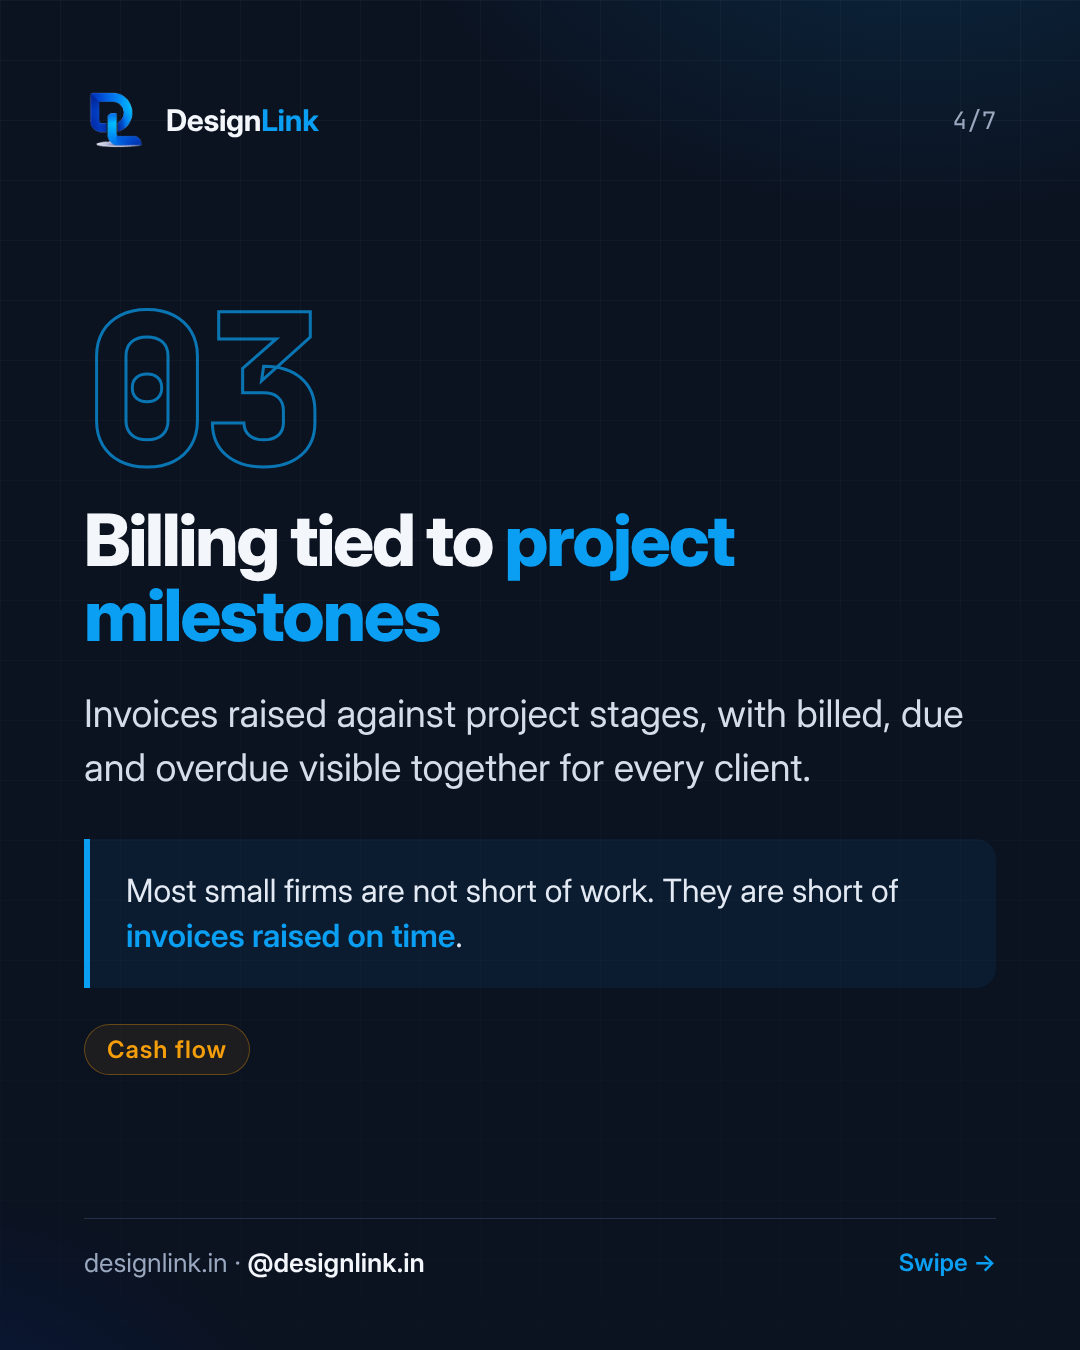 DesignLink
4/7
03
Billing tied to project
milestones
Invoices raised against project stages, with billed, due
and overdue visible together for every client.
Most small firms are not short of work. They are short of
invoices raised on time.
Cash flow
designlink.in · @designlink.in
Swipe →